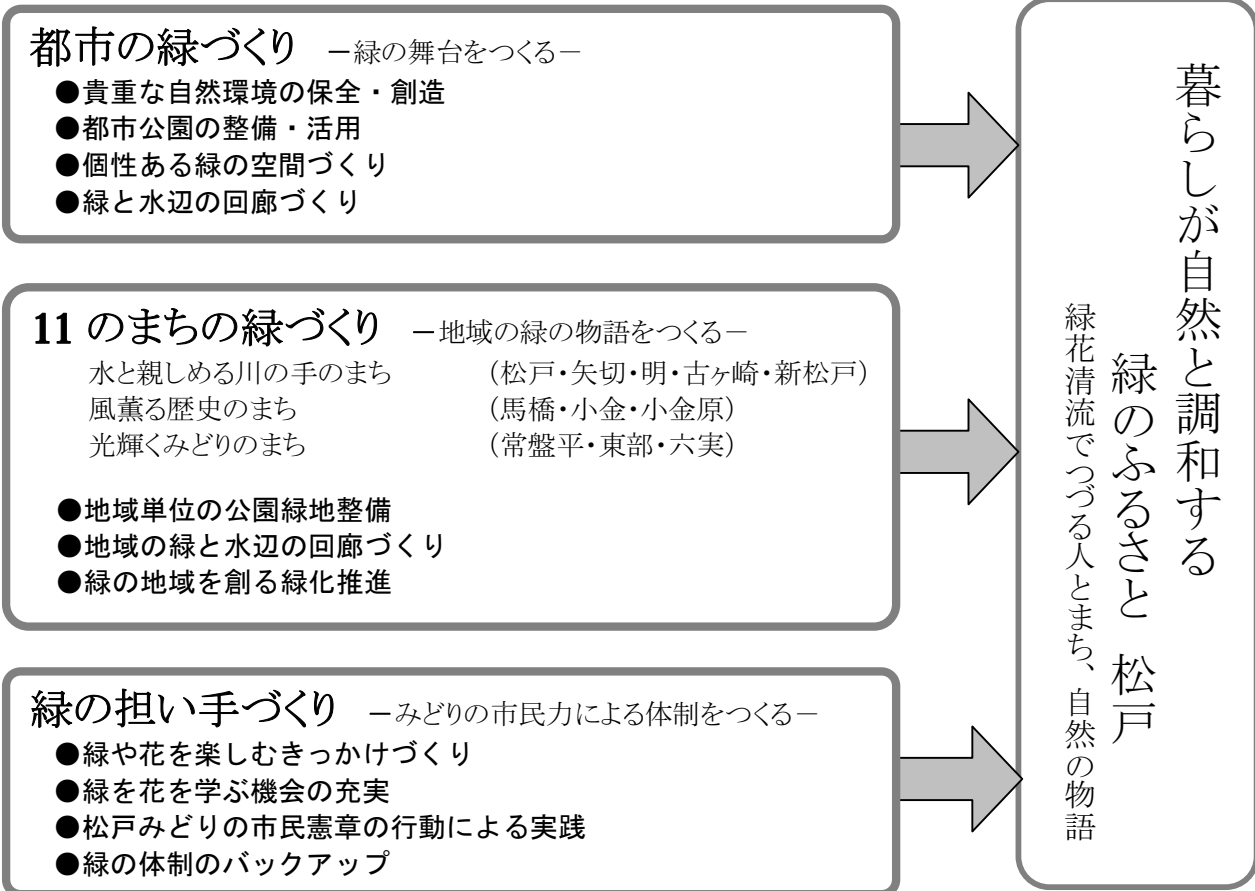 都市の緑づくり －緑の舞台をつくる－
●貴重な自然環境の保全・創造
●都市公園の整備・活用
●個性ある緑の空間づくり
●緑と水辺の回廊づくり
11のまちの緑づくり －地域の緑の物語をつくる－
水と親しめる川の手のまち （松戸・矢切・明・古ヶ崎・新松戸）
風薫る歴史のまち （馬橋・小金・小金原）
光輝くみどりのまち （常盤平・東部・六実）
●地域単位の公園緑地整備
●地域の緑と水辺の回廊づくり
●緑の地域を創る緑化推進
緑の担い手づくり －みどりの市民力による体制をつくる－
●緑や花を楽しむきっかけづくり
●緑を花を学ぶ機会の充実
●松戸みどりの市民憲章の行動による実践
●緑の体制のバックアップ
暮らしが自然と調和する
緑のふるさと 松戸
緑花清流でつづる人とまち、自然の物語